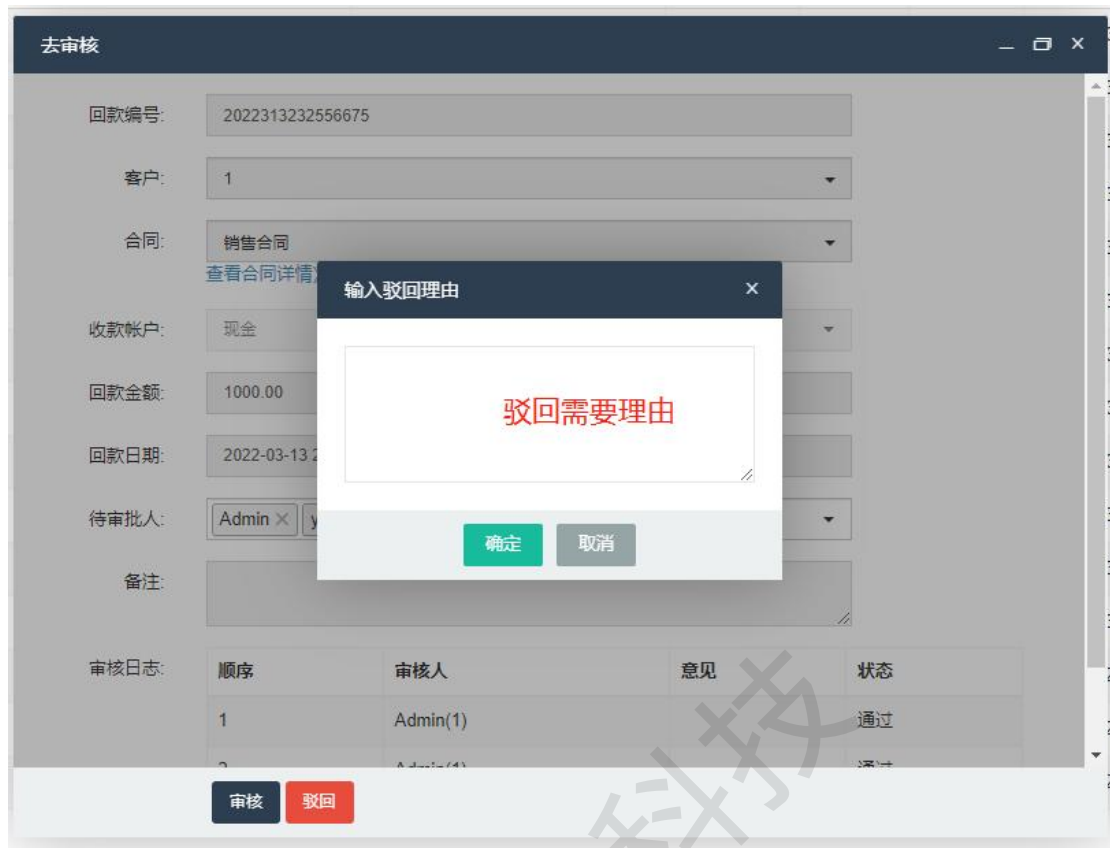 去审核
回款编号:
2022313232556675
客户:
1
合同:
销售合同
查看合同详情
输入驳回理由
收款帐户:
现金
驳回需要理由
回款金额:
1000.00
回款日期:
2022-03-13 2
待审批人:
Admin
y
确定
取消
备注:
审核日志:
顺序
审核人
意见
状态
1
Admin(1)
通过
审核
驳回
科技